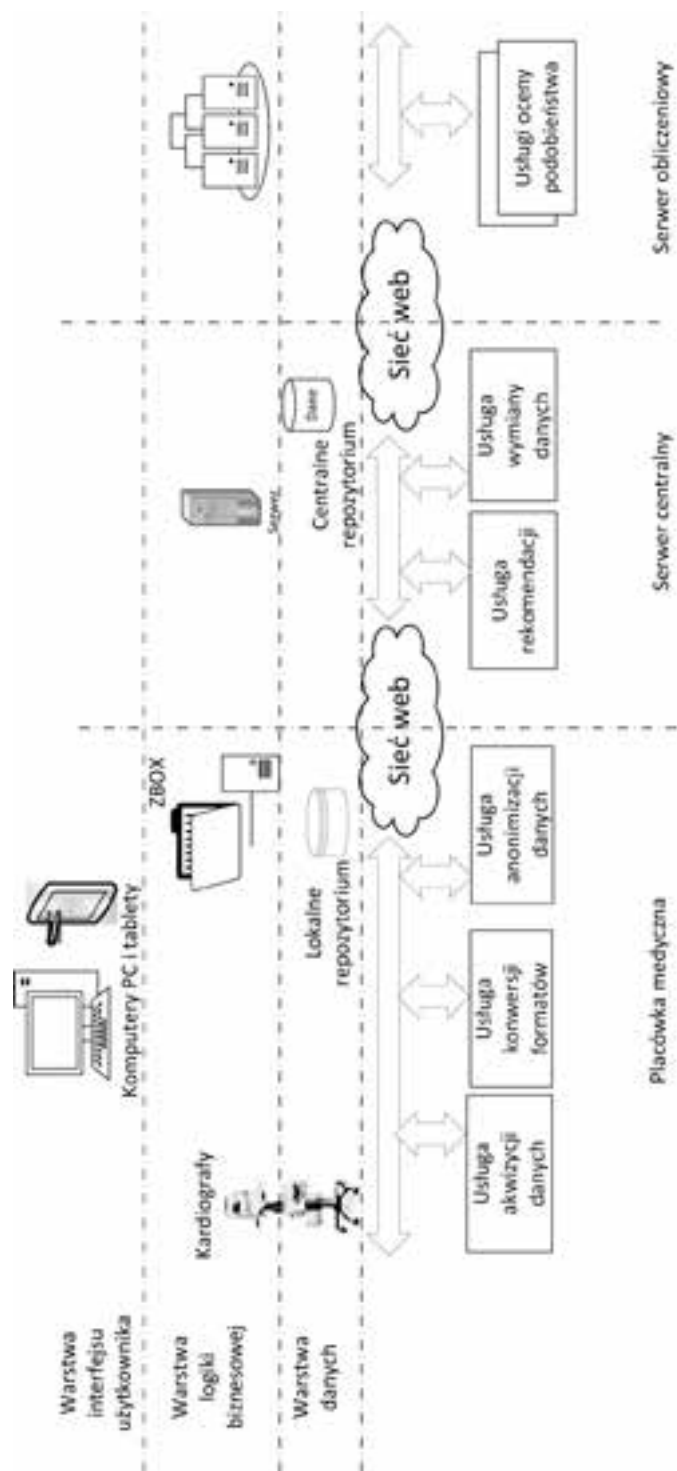 Warstwa
interfejsu
użytkownika
Komputery PC i tablety
Warstwa
logiki
biznesowej
Kardiografy
ZBOX
Serwer
Warstwa
danych
Lokalne
repozytorium
Centralne
repozytorium
Dane
Sieć web
Sieć web
Usługa
akwizycji
danych
Usługa
konwersji
formatów
Usługa
anonimizacji
danych
Usługa
rekomendacji
Usługa
wymiany
danych
Usługi oceny
podobieństwa
Placówka medyczna
Serwer centralny
Serwer obliczeniowy